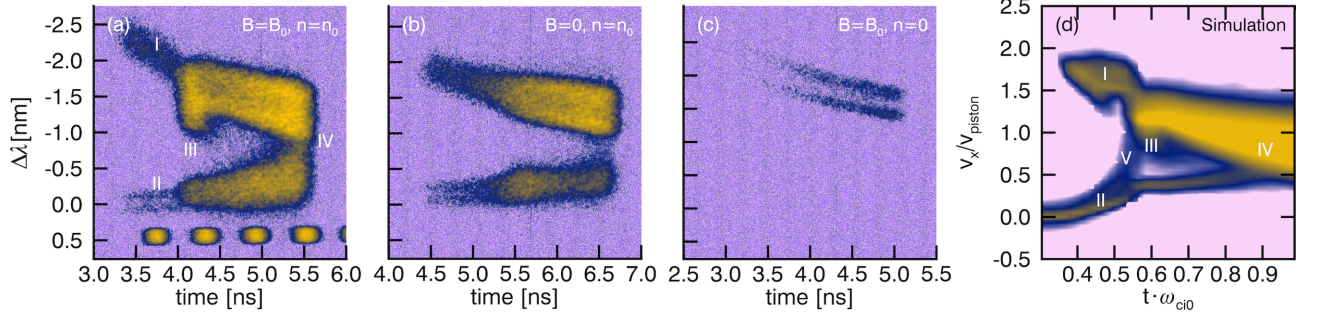 (a) B=B₀, n=n₀
I
II
III
IV
Δλ [nm]
-2.5
-2.0
-1.5
-1.0
-0.5
0.0
0.5
3.0 3.5 4.0 4.5 5.0 5.5 6.0
time [ns]
(b) B=0, n=n₀
4.0 4.5 5.0 5.5 6.0 6.5 7.0
time [ns]
(c) B=B₀, n=0
2.5 3.0 3.5 4.0 4.5 5.0 5.5
time [ns]
(d) Simulation
I
II
III
IV
V
vₓ/v_piston
2.5
2.0
1.5
1.0
0.5
0.0
-0.5
0.4 0.5 0.6 0.7 0.8 0.9
t·ω_ci0